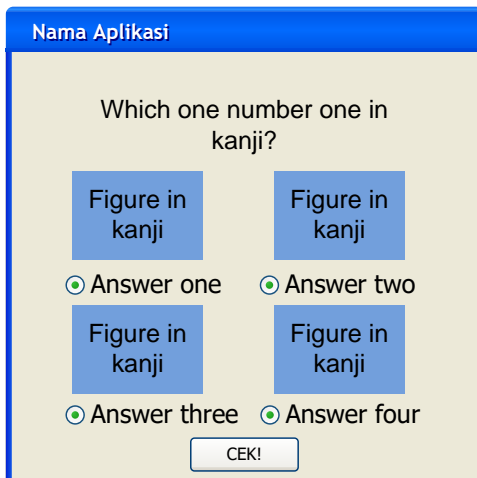 Nama Aplikasi
Which one number one in
kanji?
Figure in
kanji
Figure in
kanji
Answer one
Answer two
Figure in
kanji
Figure in
kanji
Answer three
Answer four
CEK!